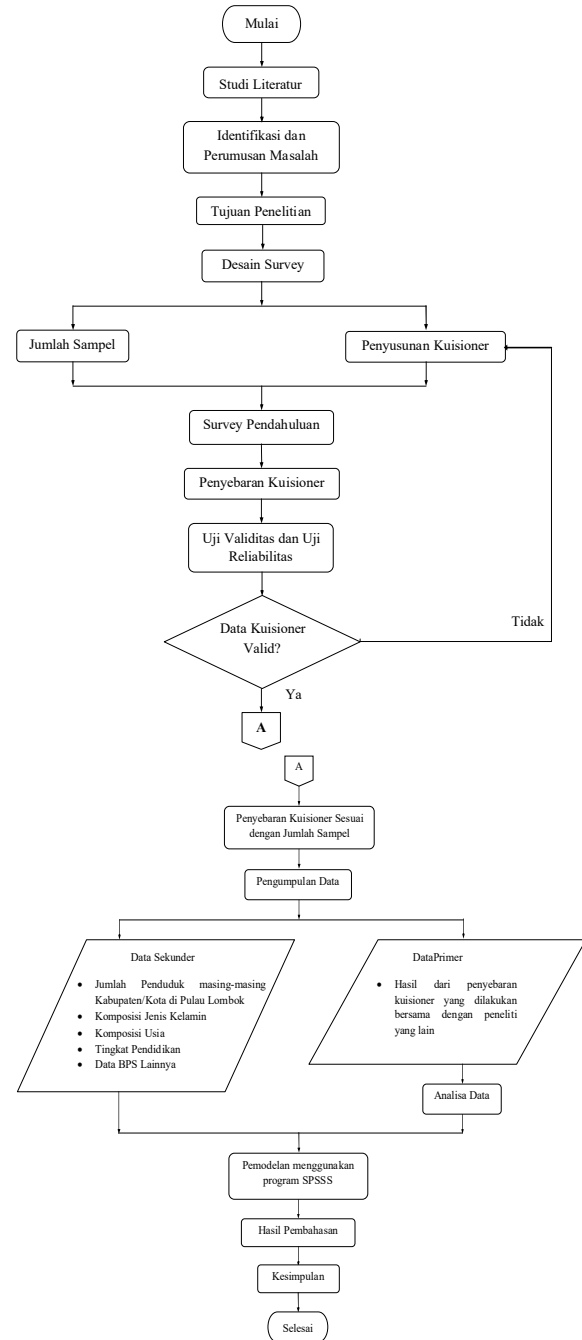 Mulai
Studi Literatur
Identifikasi dan
Perumusan Masalah
Tujuan Penelitian
Desain Survey
Jumlah Sampel
Penyusunan Kuisioner
Survey Pendahuluan
Penyebaran Kuisioner
Uji Validitas dan Uji
Reliabilitas
Data Kuisioner
Valid?
Tidak
Ya
A
A
Penyebaran Kuisioner Sesuai
dengan Jumlah Sampel
Pengumpulan Data
Data Sekunder
• Jumlah Penduduk masing-masing
Kabupaten/Kota di Pulau Lombok
• Komposisi Jenis Kelamin
• Komposisi Usia
• Tingkat Pendidikan
• Data BPS Lainnya
DataPrimer
• Hasil dari penyebaran
kuisioner yang dilakukan
bersama dengan peneliti
yang lain
Analisa Data
Pemodelan menggunakan
program SPSSS
Hasil Pembahasan
Kesimpulan
Selesai